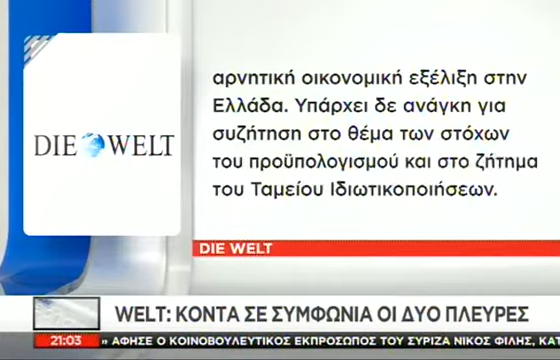 αρνητική οικονομική εξέλιξη στην
Ελλάδα. Υπάρχει δε ανάγκη για
συζήτηση στο θέμα των στόχων
του προϋπολογισμού και στο ζήτημα
του Ταμείου Ιδιωτικοποιήσεων.
DIE WELT
DIE WELT
WELT: ΚΟΝΤΑ ΣΕ ΣΥΜΦΩΝΙΑ ΟΙ ΔΥΟ ΠΛΕΥΡΕΣ
21:03 » ΑΦΗΣΕ Ο ΚΟΙΝΟΒΟΥΛΕΥΤΙΚΟΣ ΕΚΠΡΟΣΩΠΟΣ ΤΟΥ ΣΥΡΙΖΑ ΝΙΚΟΣ ΦΙΛΗΣ, ΚΑ